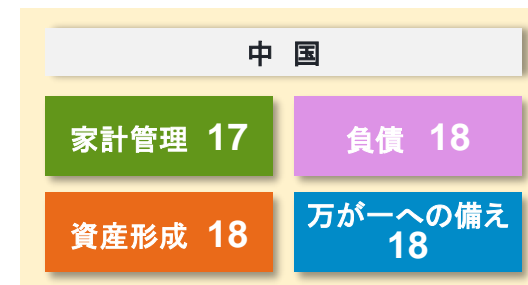 中 国
家計管理 17
負債 18
資産形成 18
万が一への備え
18